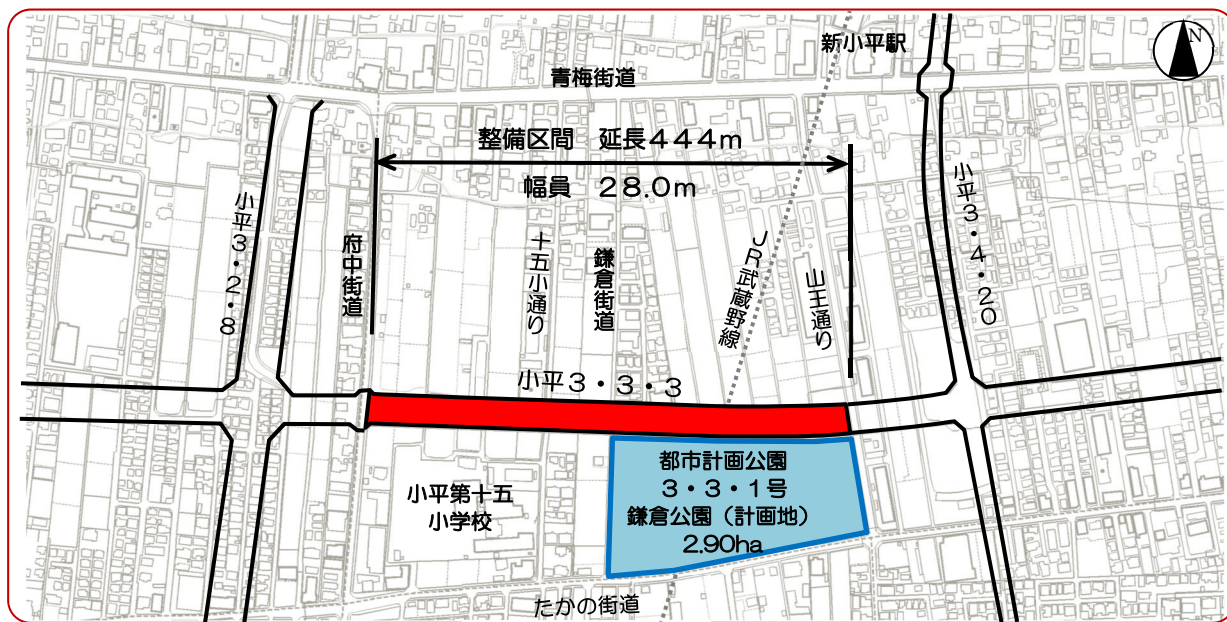 新小平駅
N
青梅街道
整備区間　延長４４４ｍ
幅員　２８.０ｍ
小平３・２・８
府中街道
十五小通り
鎌倉街道
ＪＲ武蔵野線
山王通り
小平３・４・２０
小平３・３・３
都市計画公園
３・３・１号
鎌倉公園（計画地）
2.90ha
小平第十五
小学校
たかの街道